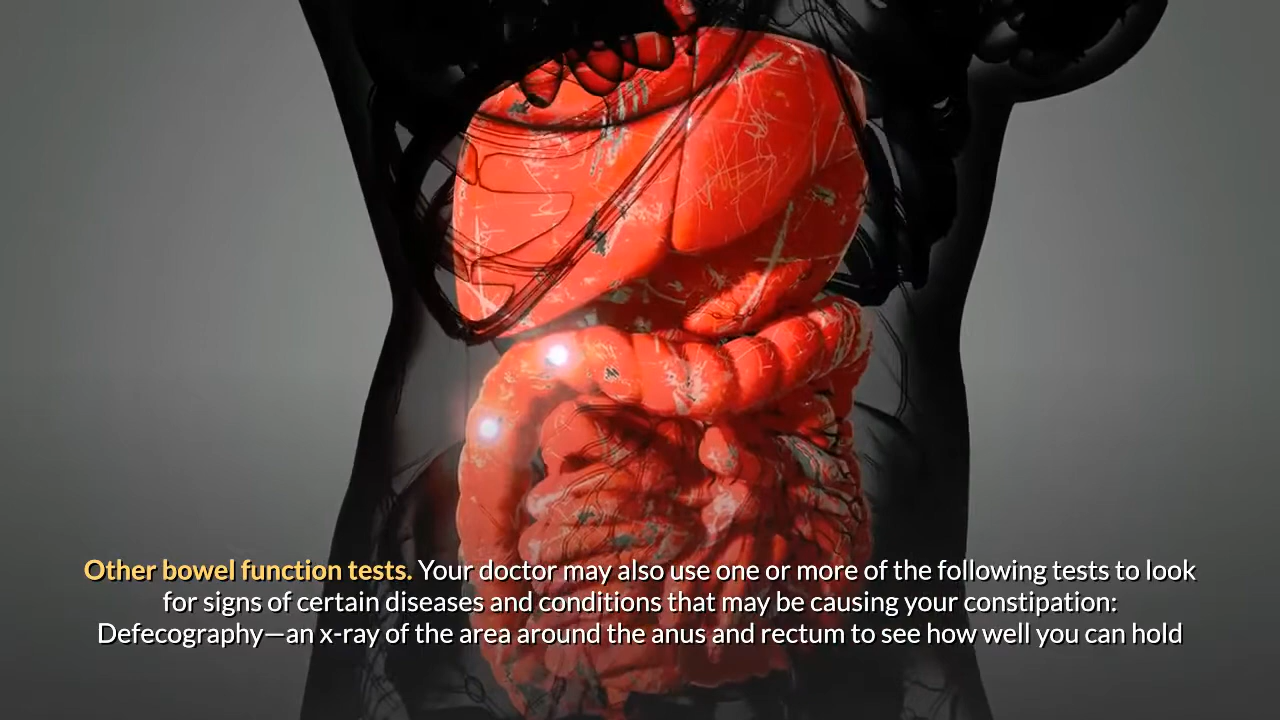 Other bowel function tests. Your doctor may also use one or more of the following tests to look
for signs of certain diseases and conditions that may be causing your constipation:
Defecography—an x-ray of the area around the anus and rectum to see how well you can hold